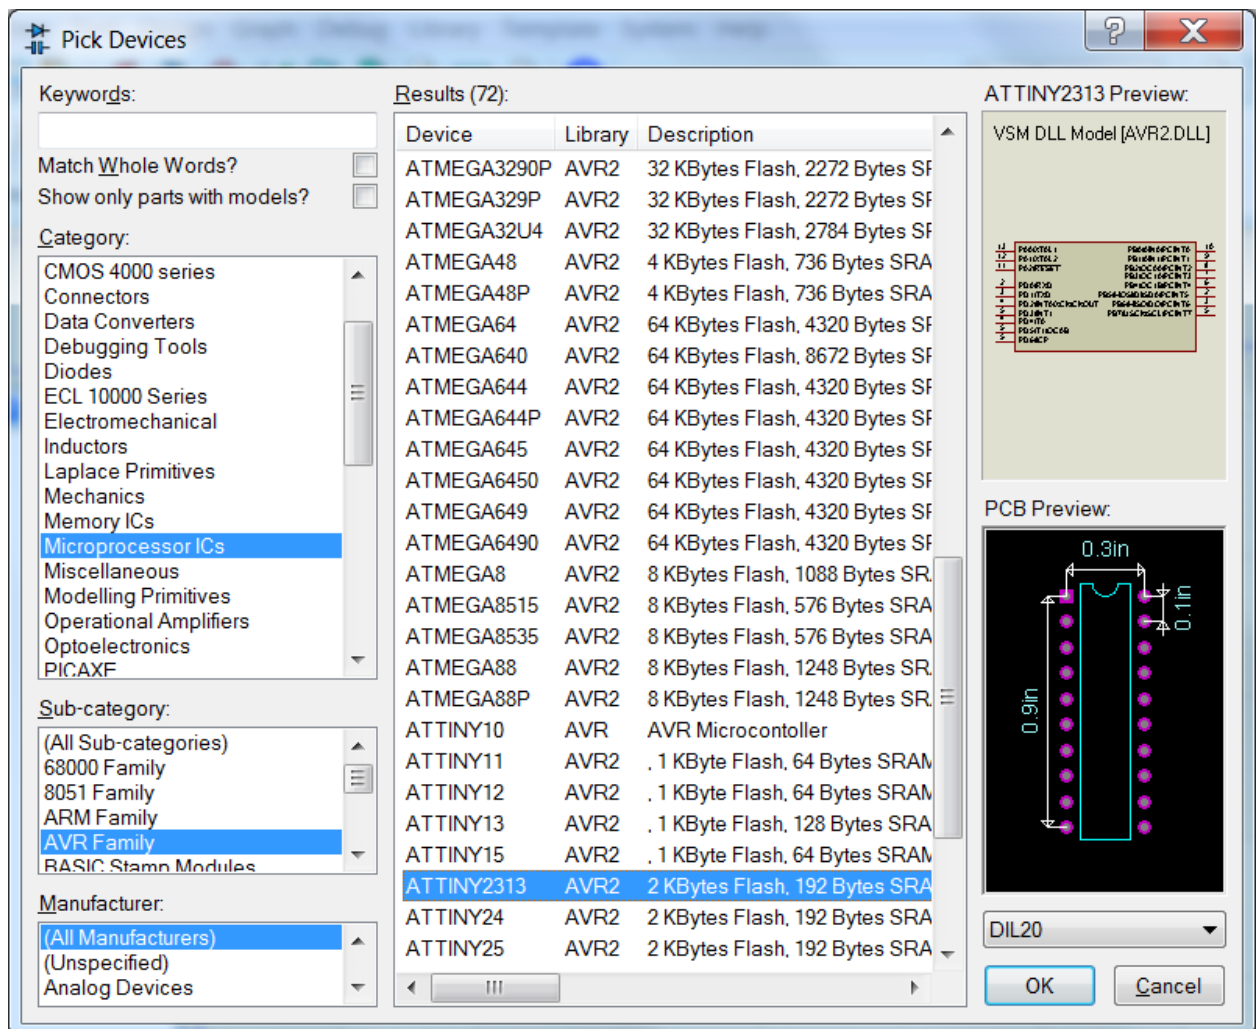 Pick Devices
Keywords:
Match Whole Words?
Show only parts with models?
Category:
CMOS 4000 series
Connectors
Data Converters
Debugging Tools
Diodes
ECL 10000 Series
Electromechanical
Inductors
Laplace Primitives
Mechanics
Memory ICs
Microprocessor ICs
Miscellaneous
Modelling Primitives
Operational Amplifiers
Optoelectronics
PICAXE
Sub-category:
(All Sub-categories)
68000 Family
8051 Family
ARM Family
AVR Family
BASIC Stamp Modules
Manufacturer:
(All Manufacturers)
(Unspecified)
Analog Devices
Results (72):
Device Library Description
ATMEGA3290P AVR2 32 KBytes Flash, 2272 Bytes SR
ATMEGA329P AVR2 32 KBytes Flash, 2272 Bytes SR
ATMEGA32U4 AVR2 32 KBytes Flash, 2784 Bytes SR
ATMEGA48 AVR2 4 KBytes Flash, 736 Bytes SRA
ATMEGA48P AVR2 4 KBytes Flash, 736 Bytes SRA
ATMEGA64 AVR2 64 KBytes Flash, 4320 Bytes SR
ATMEGA640 AVR2 64 KBytes Flash, 8672 Bytes SR
ATMEGA644 AVR2 64 KBytes Flash, 4320 Bytes SR
ATMEGA644P AVR2 64 KBytes Flash, 4320 Bytes SR
ATMEGA645 AVR2 64 KBytes Flash, 4320 Bytes SR
ATMEGA6450 AVR2 64 KBytes Flash, 4320 Bytes SR
ATMEGA649 AVR2 64 KBytes Flash, 4320 Bytes SR
ATMEGA6490 AVR2 64 KBytes Flash, 4320 Bytes SR
ATMEGA8 AVR2 8 KBytes Flash, 1088 Bytes SR
ATMEGA8515 AVR2 8 KBytes Flash, 576 Bytes SRA
ATMEGA8535 AVR2 8 KBytes Flash, 576 Bytes SRA
ATMEGA88 AVR2 8 KBytes Flash, 1248 Bytes SR
ATMEGA88P AVR2 8 KBytes Flash, 1248 Bytes SR
ATTINY10 AVR AVR Microcontoller
ATTINY11 AVR2 , 1 KByte Flash, 64 Bytes SRAM
ATTINY12 AVR2 , 1 KByte Flash, 64 Bytes SRAM
ATTINY13 AVR2 , 1 KByte Flash, 128 Bytes SRA
ATTINY15 AVR2 , 1 KByte Flash, 64 Bytes SRAM
ATTINY2313 AVR2 2 KBytes Flash, 192 Bytes SRA
ATTINY24 AVR2 2 KBytes Flash, 192 Bytes SRA
ATTINY25 AVR2 2 KBytes Flash, 192 Bytes SRA
ATTINY2313 Preview:
VSM DLL Model [AVR2.DLL]
PCB Preview:
0.3in
0.1in
0.9in
DIL20
OK
Cancel